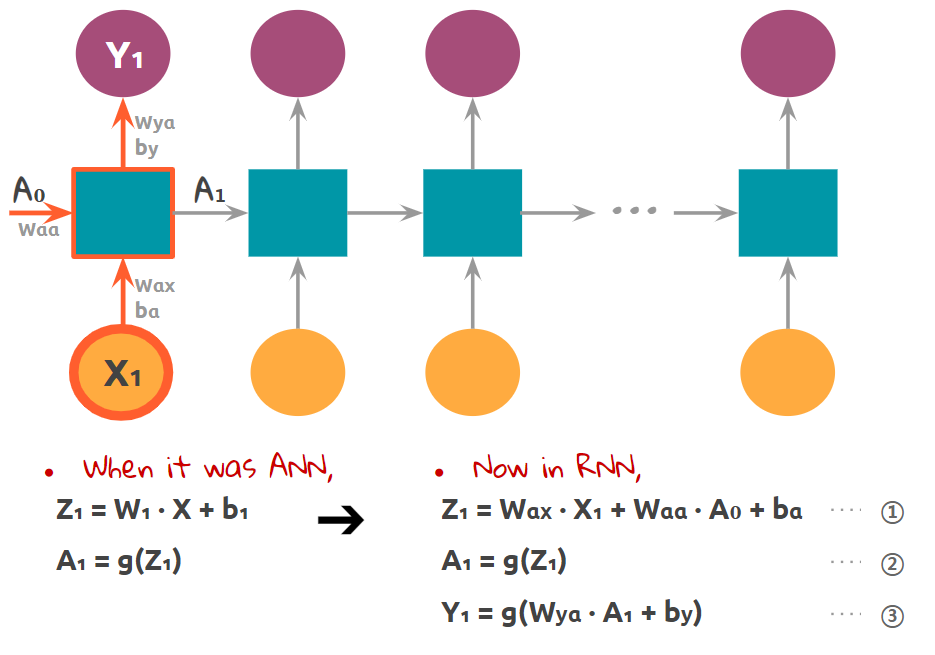 Y₁
Wya
by
A₀
A₁
Waa
...
Wax
ba
X₁
• When it was ANN,
Z₁ = W₁ · X + b₁
A₁ = g(Z₁)
➔
• Now in RNN,
Z₁ = Wax · X₁ + Waa · A₀ + ba ···· ①
A₁ = g(Z₁) ···· ②
Y₁ = g(Wya · A₁ + by) ···· ③